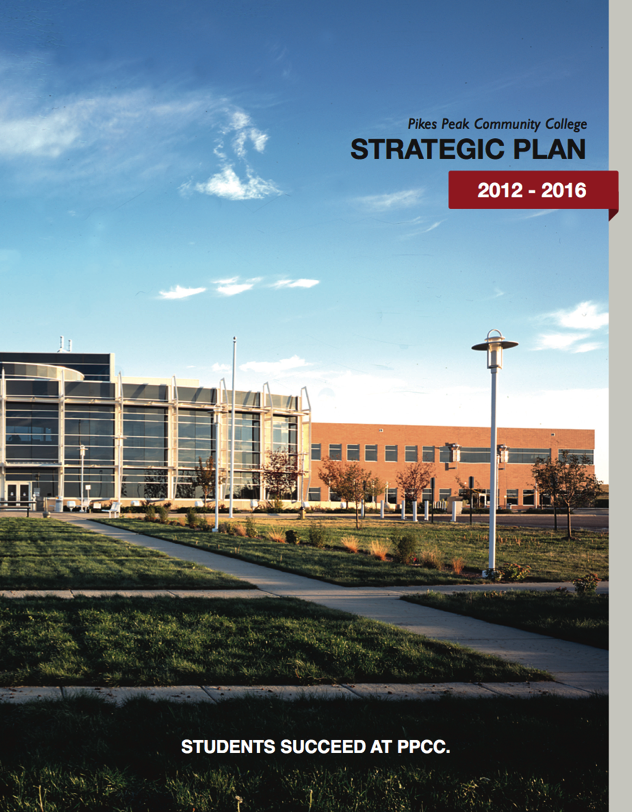 Pikes Peak Community College
STRATEGIC PLAN
2012 - 2016
STUDENTS SUCCEED AT PPCC.